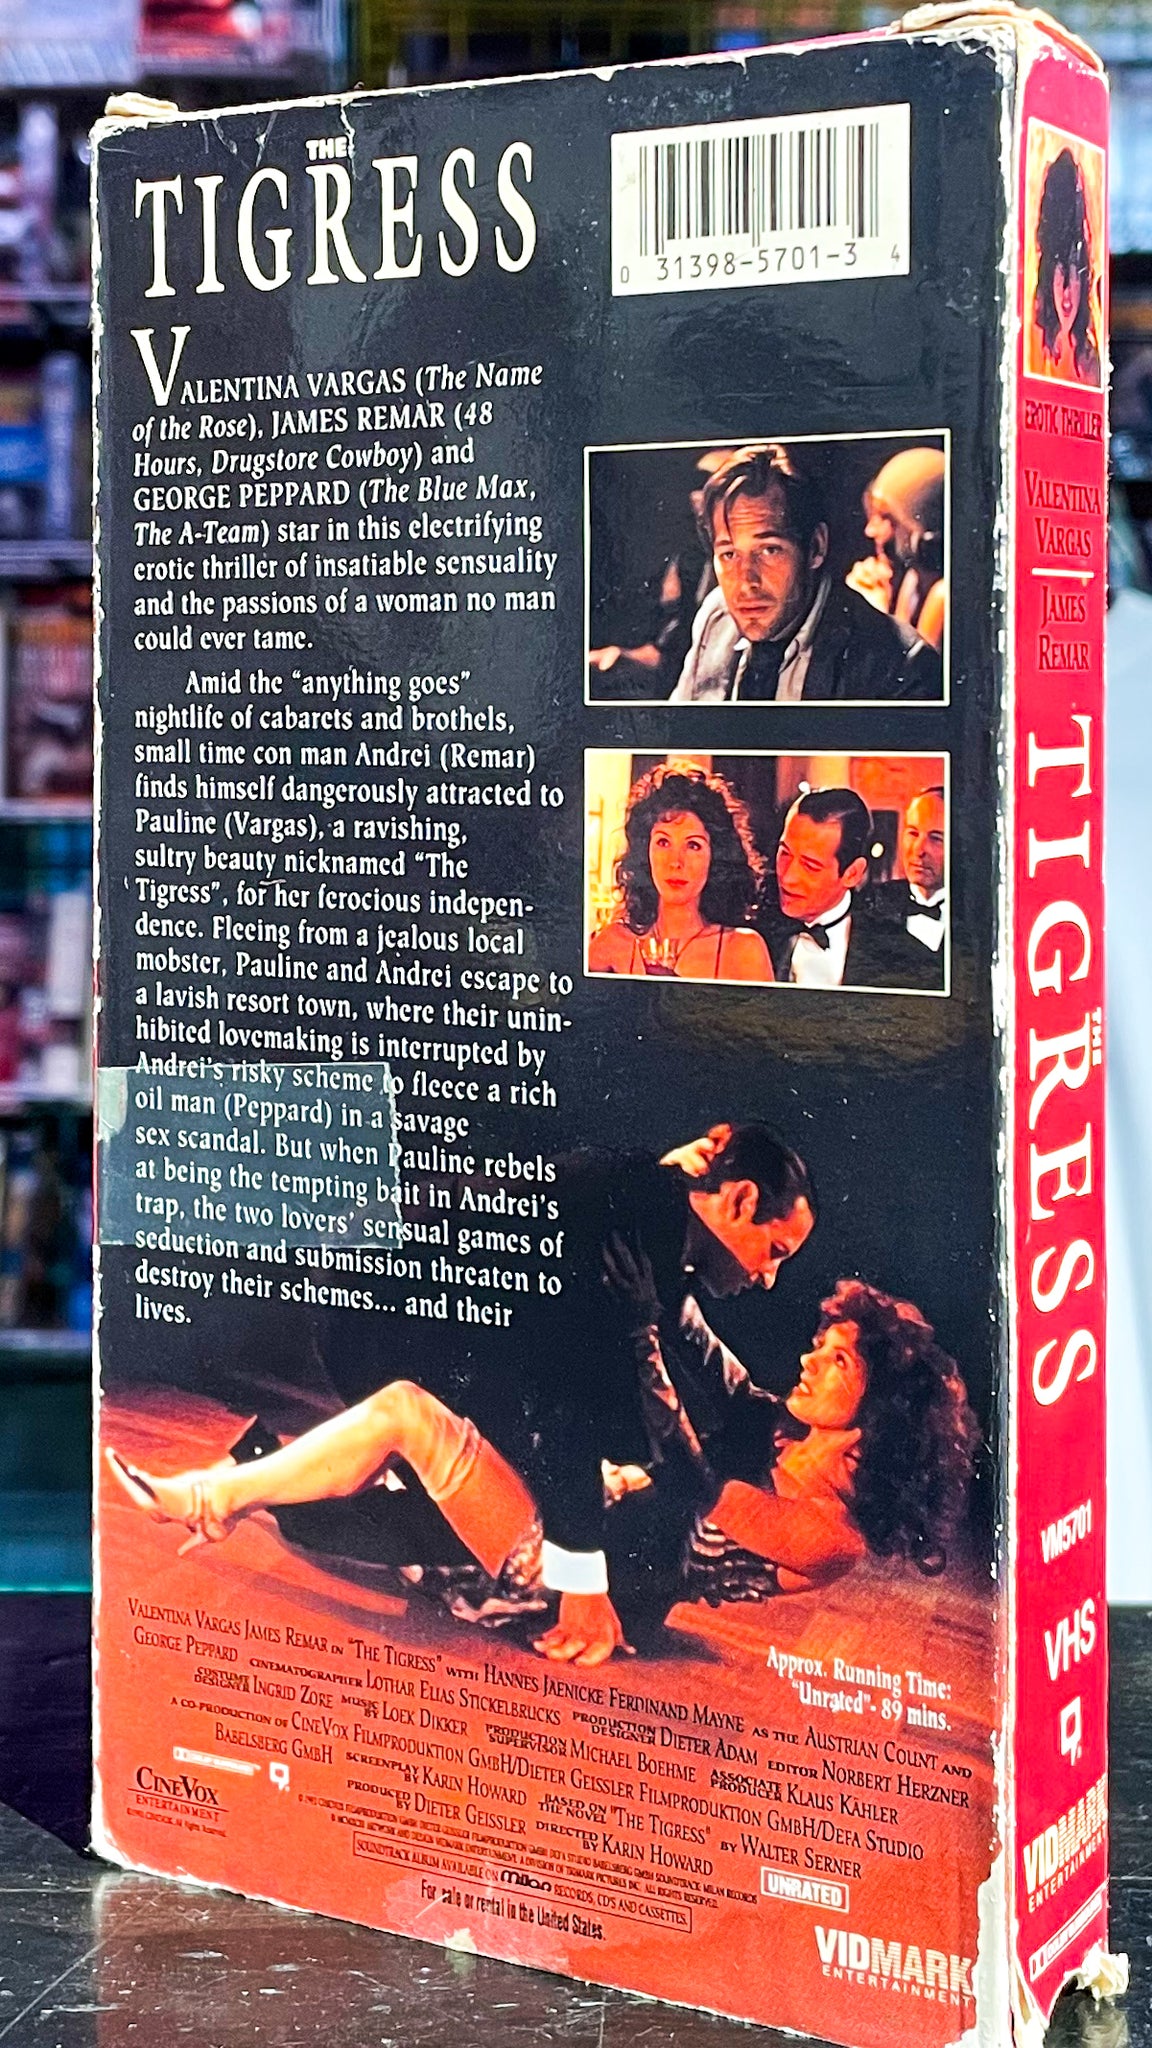 THE
TIGRESS
0 31398-5701-3 4
VALENTINA VARGAS (The Name
of the Rose), JAMES REMAR (48
Hours, Drugstore Cowboy) and
GEORGE PEPPARD (The Blue Max,
The A-Team) star in this electrifying
erotic thriller of insatiable sensuality
and the passions of a woman no man
could ever tame.
Amid the “anything goes”
nightlife of cabarets and brothels,
small time con man Andrei (Remar)
finds himself dangerously attracted to
Pauline (Vargas), a ravishing,
sultry beauty nicknamed “The
Tigress”, for her ferocious indepen-
dence. Fleeing from a jealous local
mobster, Pauline and Andrei escape to
a lavish resort town, where their unin-
hibited lovemaking is interrupted by
Andrei's risky scheme to fleece a rich
oil man (Peppard) in a savage
sex scandal. But when Pauline rebels
at being the tempting bait in Andrei's
trap, the two lovers' sensual games of
seduction and submission threaten to
destroy their schemes... and their
lives.
Approx. Running Time:
"Unrated"- 89 mins.
VALENTINA VARGAS JAMES REMAR IN "THE TIGRESS" WITH HANNES JAENICKE FERDINAND MAYNE AS THE AUSTRIAN COUNT AND
GEORGE PEPPARD CINEMATOGRAPHER LOTHAR ELIAS STICKELBRUCKS PRODUCTION DESIGNER DIETER ADAM EDITOR NORBERT HERZNER
COSTUME DESIGNER INGRID ZORE MUSIC BY LOEK DIKKER PRODUCTION SUPERVISOR MICHAEL BOEHME ASSOCIATE PRODUCER KLAUS KÄHLER
A CO-PRODUCTION OF CINEVOX FILMPRODUKTION GMBH/DIETER GEISSLER FILMPRODUKTION GMBH/DEFA STUDIO
BABELSBERG GMBH SCREENPLAY BY KARIN HOWARD BASED ON THE NOVEL "THE TIGRESS" BY WALTER SERNER
PRODUCED BY DIETER GEISSLER DIRECTED BY KARIN HOWARD
CINEVOX
ENTERTAINMENT
SOUNDTRACK ALBUM AVAILABLE ON milan RECORDS, CD'S AND CASSETTES.
For sale or rental in the United States.
UNRATED
VIDMARK
ENTERTAINMENT
EROTIC THRILLER
VALENTINA
VARGAS
JAMES
REMAR
THE
TIGRESS
VM5701
VHS
VIDMARK
ENTERTAINMENT